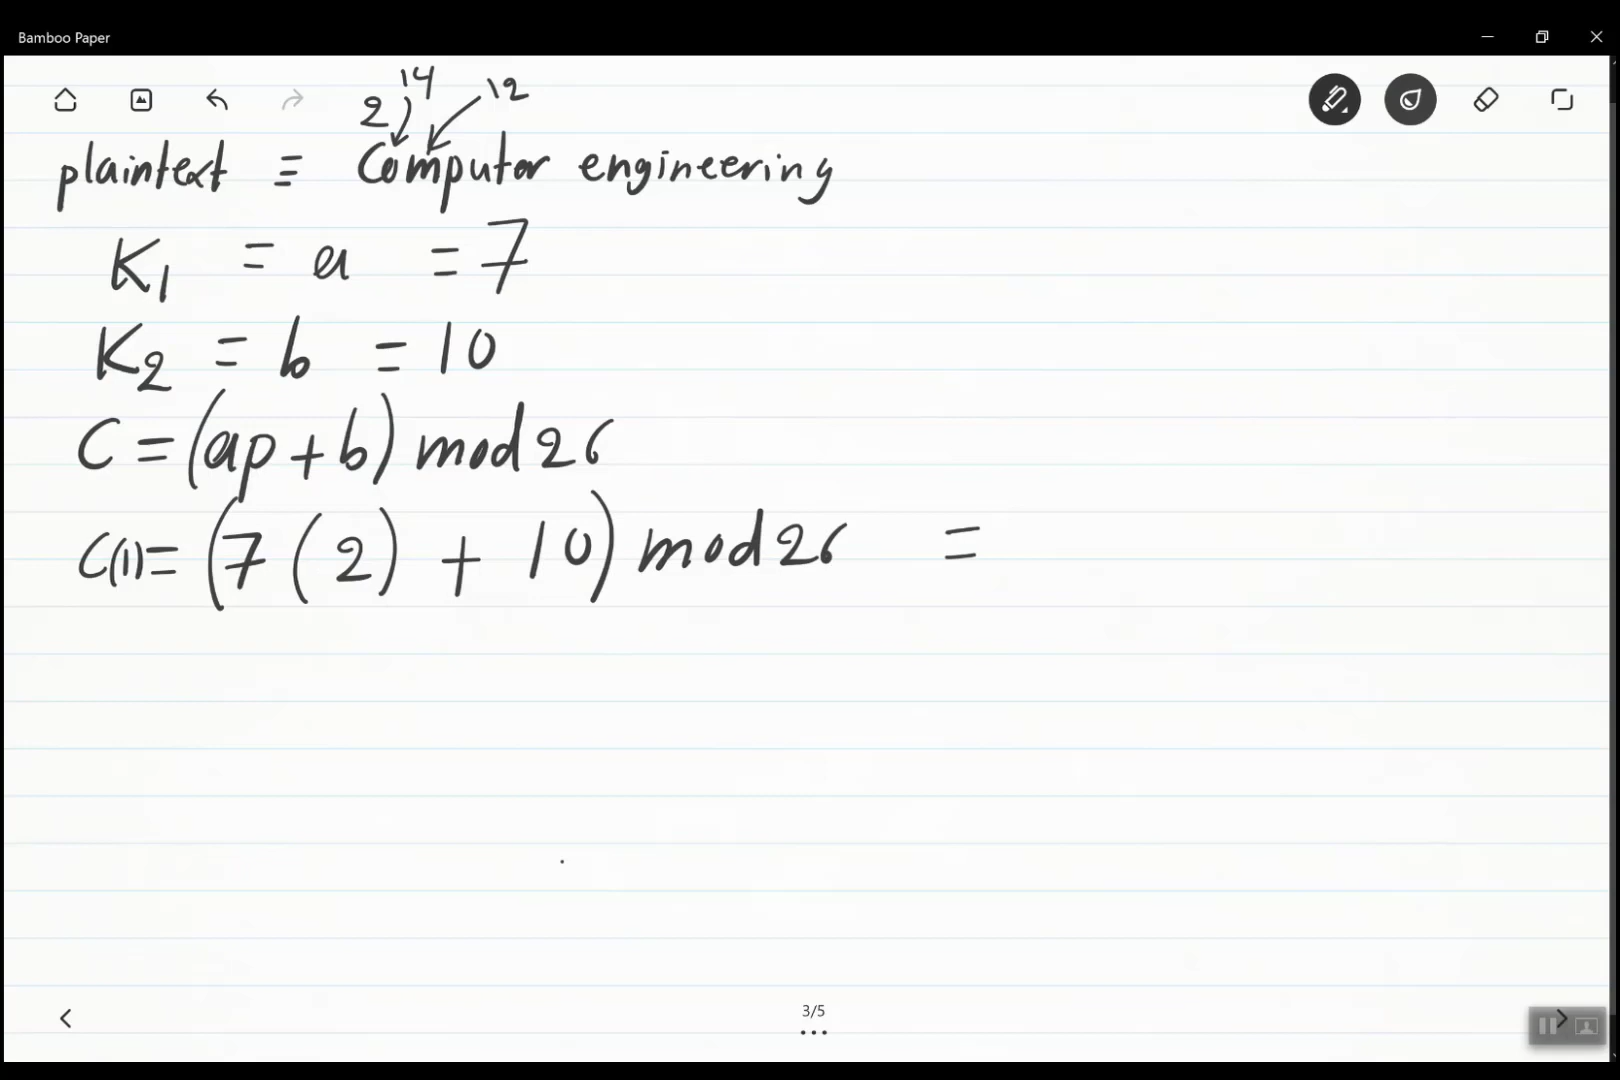 Bamboo Paper
2 14 12
plaintext = Computor engineering
K1 = a = 7
K2 = b = 10
C = (ap + b) mod 26
C(1) = (7 (2) + 10) mod 26 =
3/5